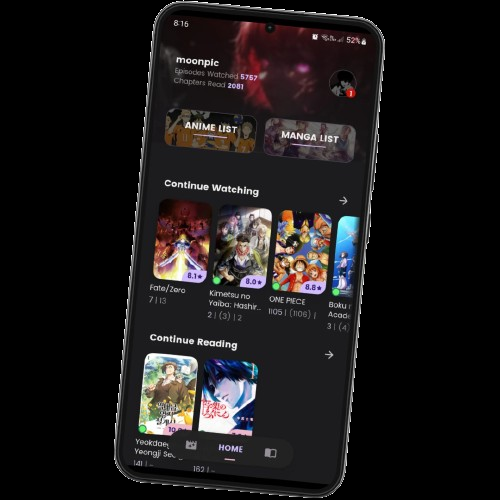 8:16
52%
moonpic
Episodes Watched 5757
Chapters Read 2081
1
ANIME LIST
MANGA LIST
Continue Watching
8.1★
8.0★
8.8★
Fate/Zero
Kimetsu no
Yaiba: Hashir...
ONE PIECE
Boku
Acade
7 | 13
2 | (3) | 2
1105 | (1106) |
3 | (4)
Continue Reading
Yeokdae
Yeongji Se
141 | ~
162 | ~
HOME